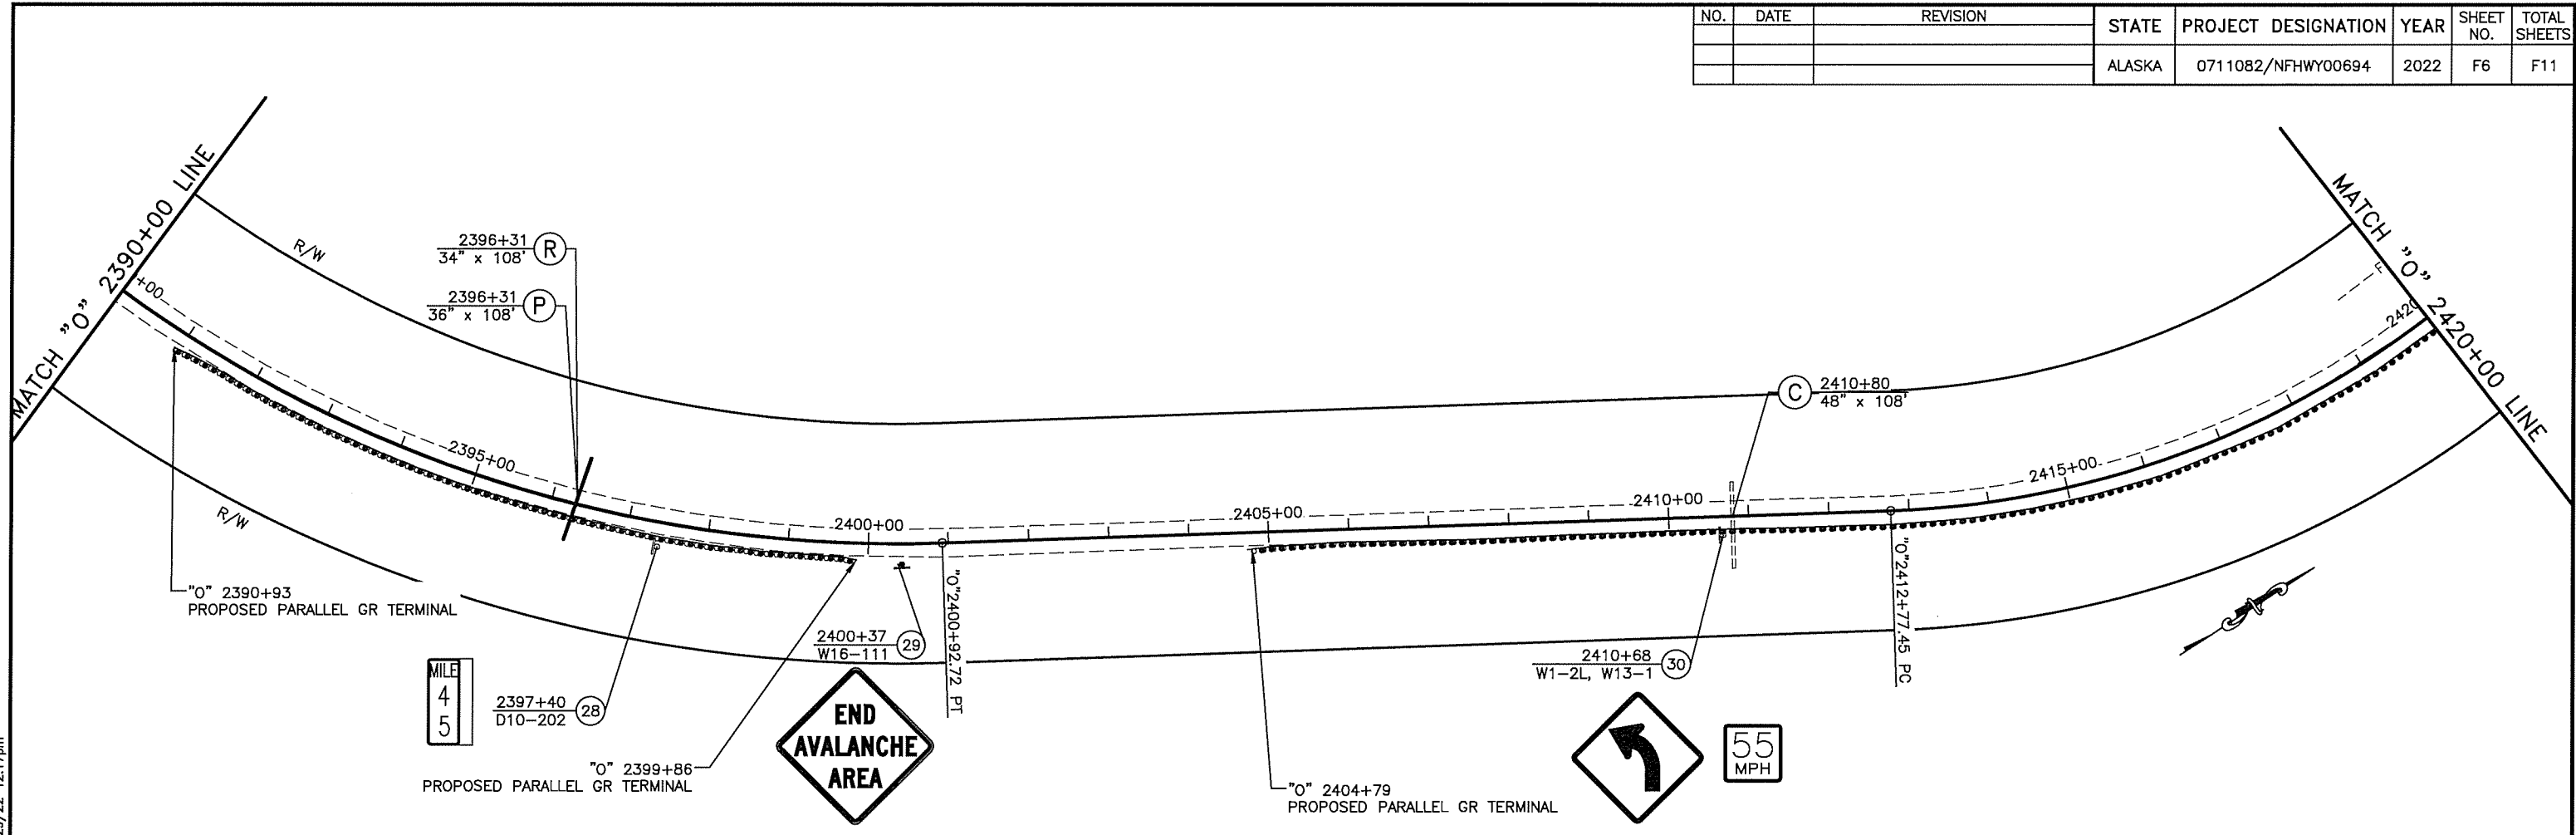 NO. DATE REVISION STATE PROJECT DESIGNATION YEAR SHEET NO. TOTAL SHEETS
ALASKA 0711082/NFHWY00694 2022 F6 F11
MATCH "O" 2390+00 LINE
+00
R/W
R/W
2396+31
34" x 108'
R
2396+31
36" x 108'
P
2395+00
2400+00
2405+00
2410+00
2415+00
2420
C
2410+80
48" x 108'
MATCH "O" 2420+00 LINE
"O" 2390+93
PROPOSED PARALLEL GR TERMINAL
MILE
4
5
2397+40
D10-202
28
"O" 2399+86
PROPOSED PARALLEL GR TERMINAL
2400+37
W16-111
29
END
AVALANCHE
AREA
"O"2400+92.72 PT
"O" 2404+79
PROPOSED PARALLEL GR TERMINAL
2410+68
W1-2L, W13-1
30
55
MPH
"O"2412+77.45 PC